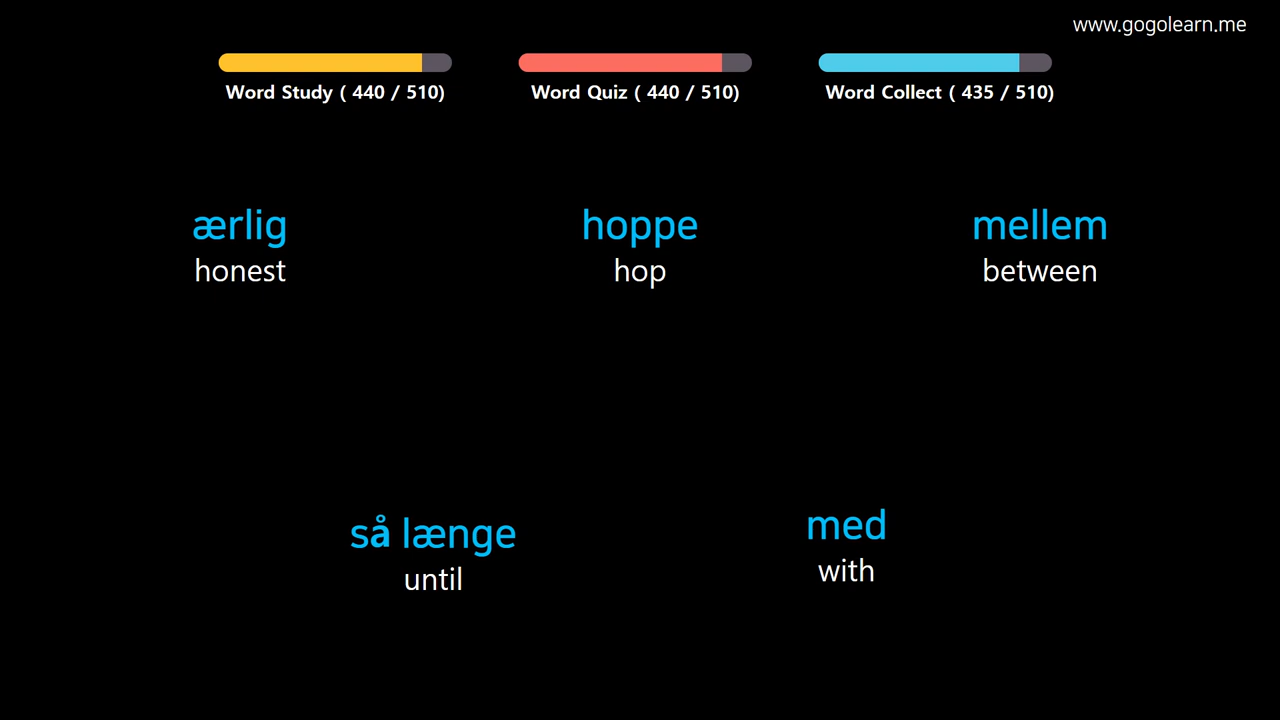 www.gogolearn.me
Word Study ( 440 / 510)
Word Quiz ( 440 / 510)
Word Collect ( 435 / 510)
ærlig
honest
hoppe
hop
mellem
between
så længe
until
med
with